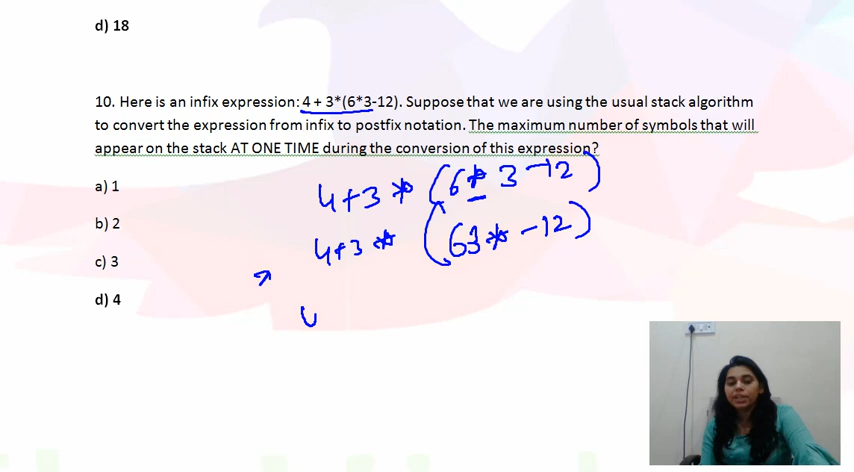 d) 18
10. Here is an infix expression: 4 + 3*(6*3-12). Suppose that we are using the usual stack algorithm
to convert the expression from infix to postfix notation. The maximum number of symbols that will
appear on the stack AT ONE TIME during the conversion of this expression?
a) 1
b) 2
c) 3
d) 4
4+3 * (6 * 3 -12)
4+3 * (63* -12)